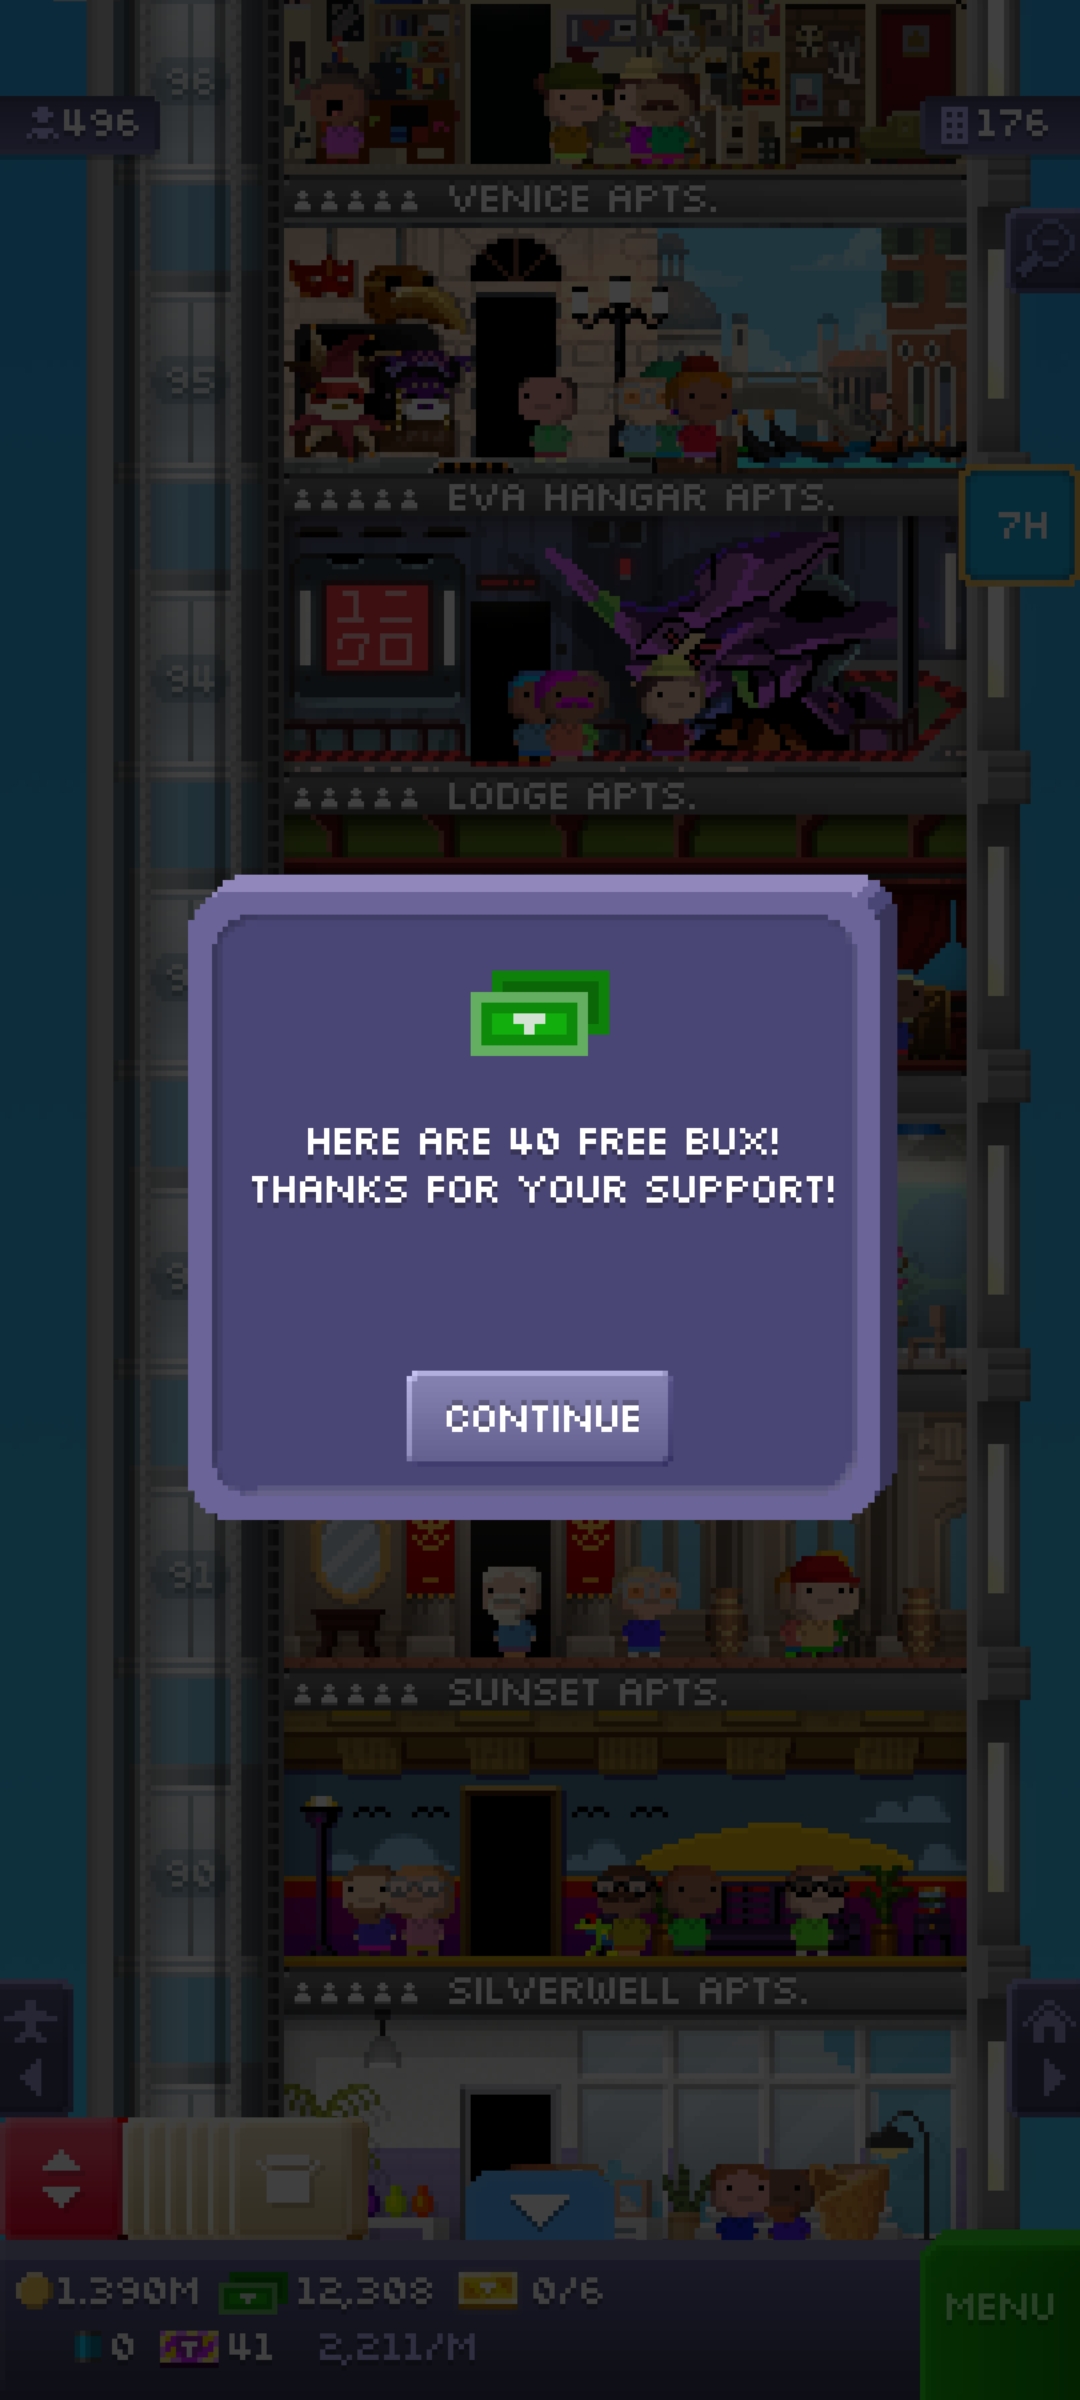 98
496
176
VENICE APTS.
95
EVA HANGAR APTS.
7H
94
LODGE APTS.
HERE ARE 40 FREE BUX!
THANKS FOR YOUR SUPPORT!
CONTINUE
91
SUNSET APTS.
90
SILVERWELL APTS.
1.390M 12,308 0/6
MENU
0 41 2,211/M